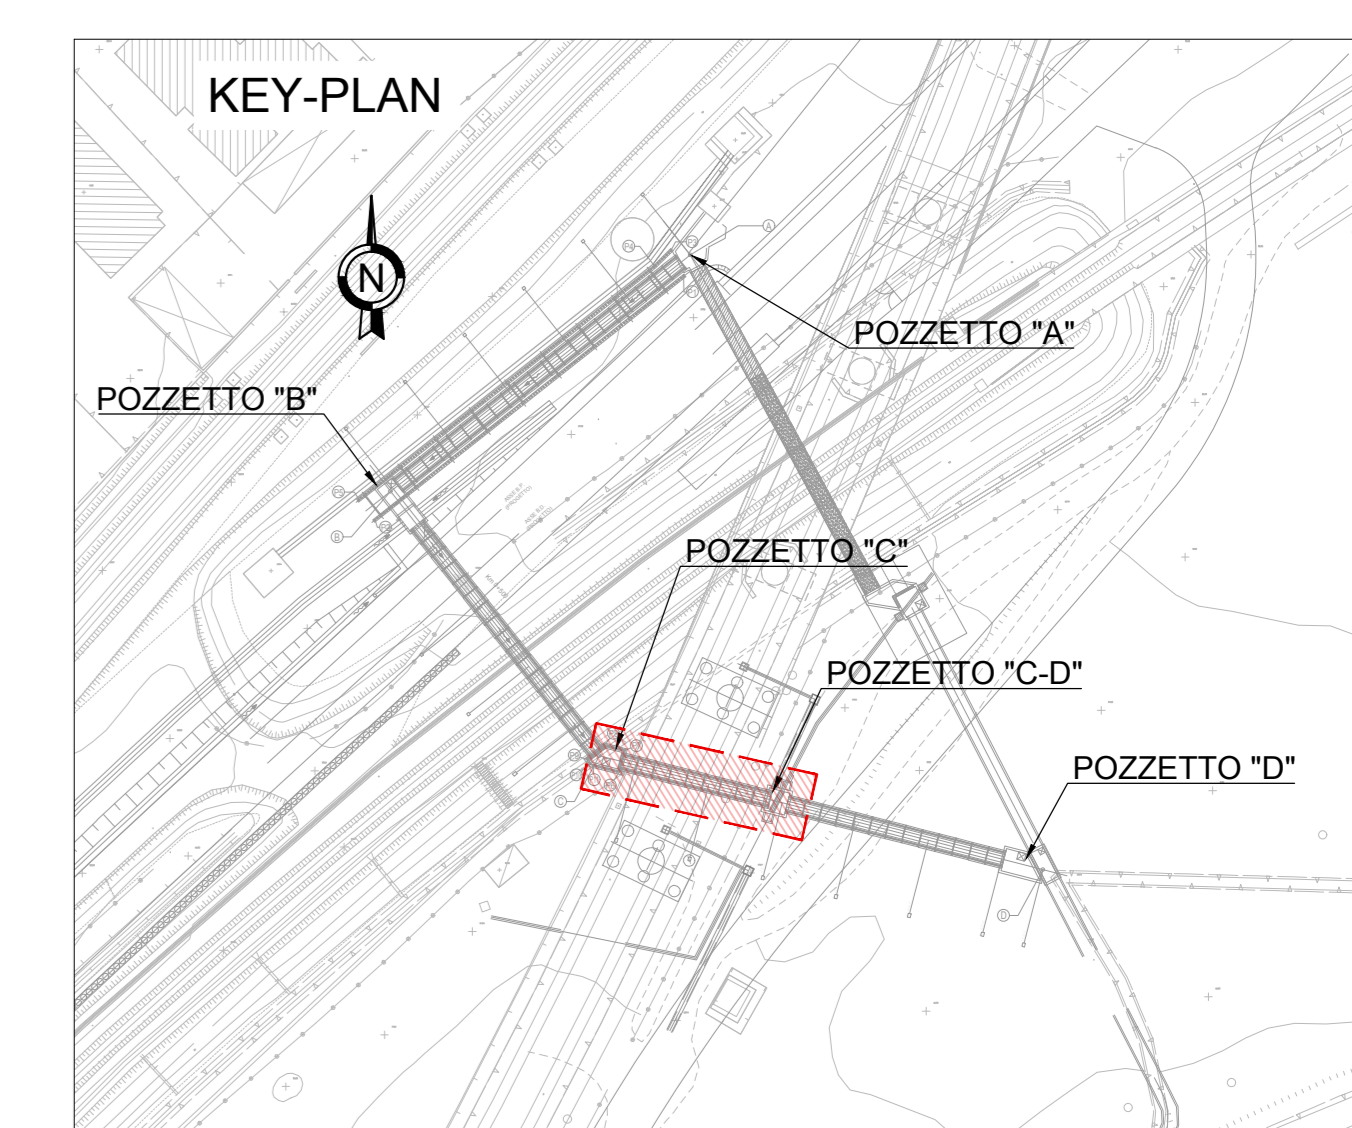 KEY-PLAN
N
POZZETTO "A"
POZZETTO "B"
POZZETTO "C"
POZZETTO "C-D"
POZZETTO "D"
A
B
C
D